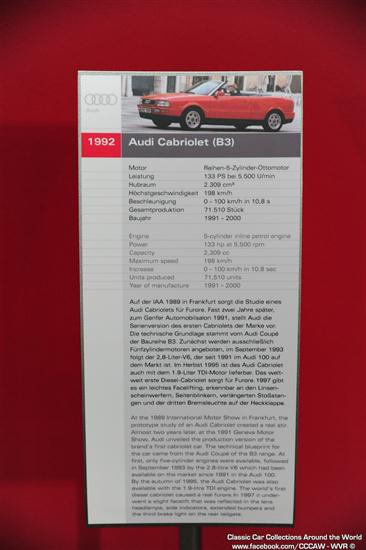 Audi
1992 Audi Cabriolet (B3)
Motor Reihen-5-Zylinder-Ottomotor
Leistung 133 PS bei 5.500 U/min
Hubraum 2.309 cm³
Höchstgeschwindigkeit 198 km/h
Beschleunigung 0 - 100 km/h in 10,8 s
Gesamtproduktion 71.510 Stück
Baujahr 1991 - 2000
Engine 5-cylinder inline petrol engine
Power 133 hp at 5,500 rpm
Capacity 2,309 cc
Maximum speed 198 km/h
Increase 0 - 100 km/h in 10.8 sec
Units produced 71,510 units
Year of manufacture 1991 - 2000
Auf der IAA 1989 in Frankfurt sorgt die Studie eines
Audi Cabriolets für Furore. Fast zwei Jahre später,
zum Genfer Automobilsalon 1991, stellt Audi die
Serienversion des ersten Cabriolets der Marke vor.
Die technische Grundlage stammt vom Audi Coupé
der Baureihe B3. Zunächst werden ausschließlich
Fünfzylindermotoren angeboten, im September 1993
folgt der 2,8-Liter-V6, der seit 1991 im Audi 100 auf
dem Markt ist. Im Herbst 1995 ist das Audi Cabriolet
auch mit dem 1.9-Liter TDI-Motor lieferbar. Das welt-
weit erste Diesel-Cabriolet sorgt für Furore. 1997 gibt
es ein leichtes Facelifting, erkennbar an den Linsen-
scheinwerfern, Seitenblinkern, verlängerten Stoßstan-
gen und der dritten Bremsleuchte auf der Heckklappe.
At the 1989 International Motor Show in Frankfurt, the
prototype study of an Audi Cabriolet created a real stir.
Almost two years later, at the 1991 Geneva Motor
Show, Audi unveiled the production version of the
brand's first cabriolet car. The technical blueprint for
the car came from the Audi Coupé of the B3 range. At
first, only five-cylinder engines were available, followed
in September 1993 by the 2.8-litre V6 which had been
available on the market since 1991 in the Audi 100.
By the autumn of 1995, the Audi Cabriolet was also
available with the 1.9-litre TDI engine. The world's first
diesel cabriolet caused a real furore. In 1997 it under-
went a slight facelift that was reflected in the lens
headlamps, side indicators, extended bumpers and
the third brake light on the rear tailgate.
Classic Car Collections Around the World
www.facebook.com/CCCAW - WVR ©